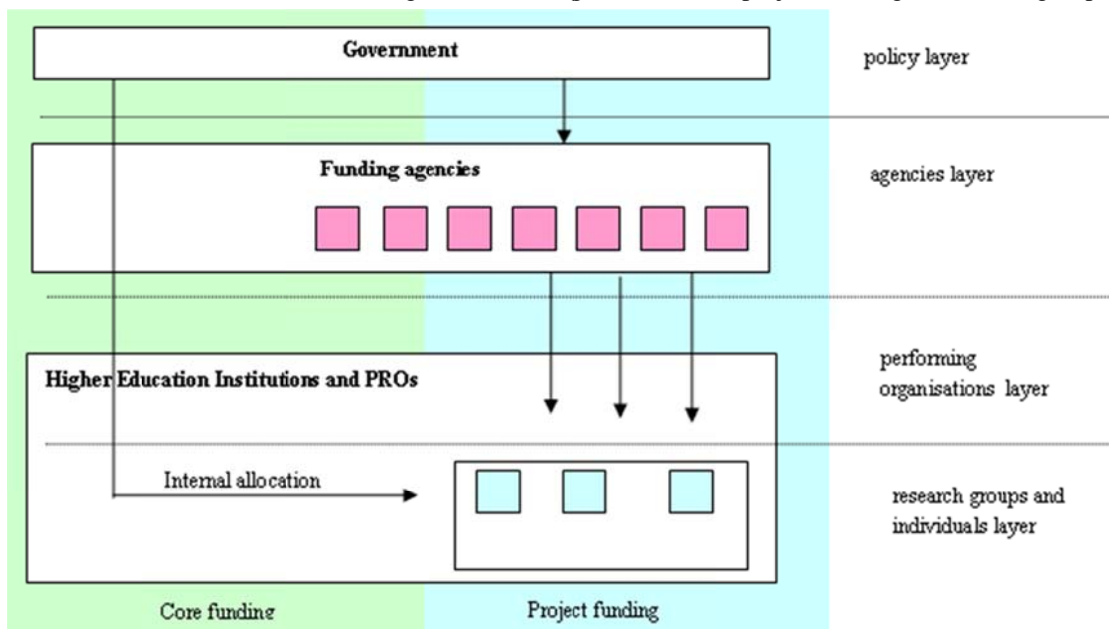 Government
policy layer
Funding agencies
agencies layer
Higher Education Institutions and PROs
performing
organisations layer
Internal allocation
research groups and
individuals layer
Core funding
Project funding